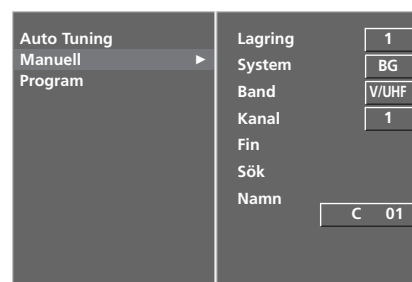 Auto Tuning
Manuell ►
Program
Lagring 1
System BG
Band V/UHF
Kanal 1
Fin
Sök
Namn
C 01